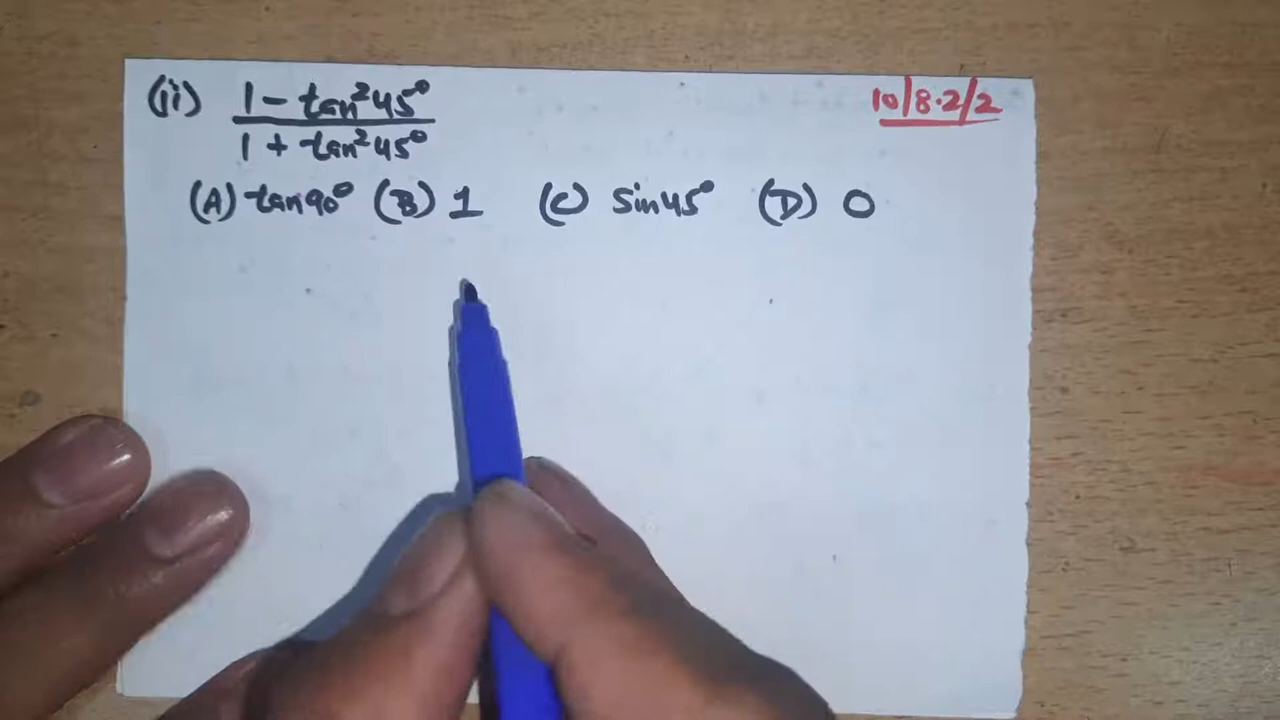 (ii) 1 - tan²45° 10/8.2/2
1 + tan²45°
(A) tan90° (B) 1 (C) sin45° (D) 0